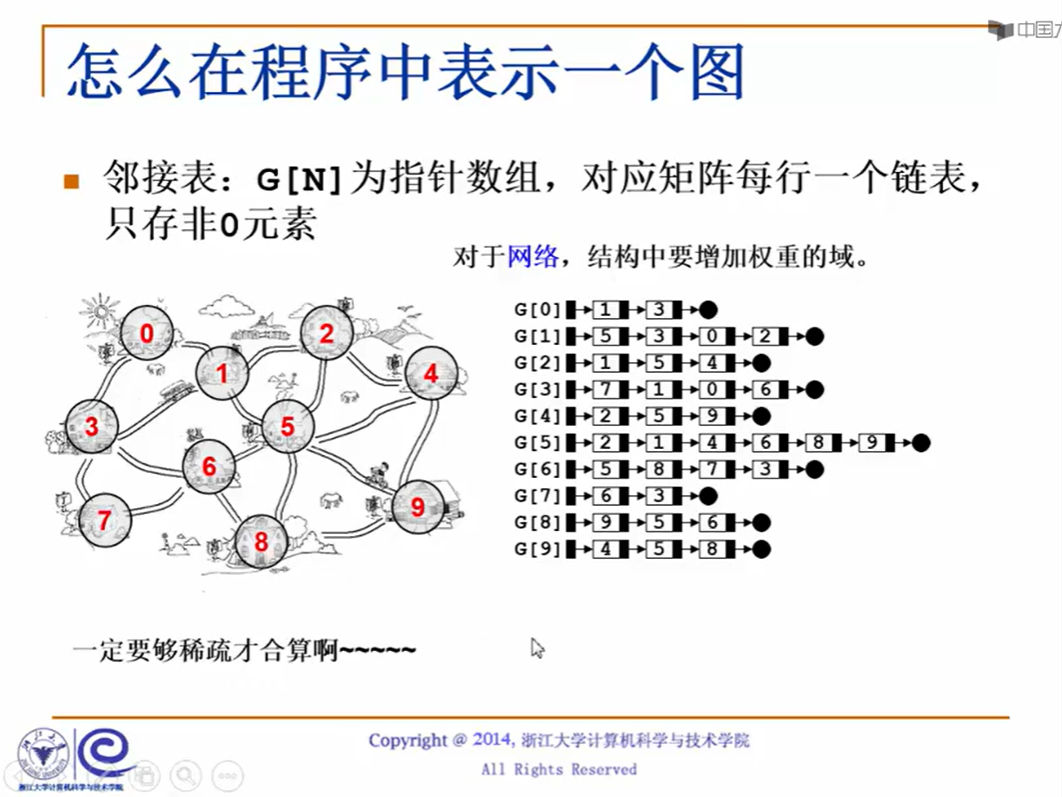 中国大
怎么在程序中表示一个图
邻接表：G[N]为指针数组，对应矩阵每行一个链表，
只存非0元素
对于网络，结构中要增加权重的域。
0
2
1
4
3
5
6
9
7
8
G[0] 1 3
G[1] 5 3 0 2
G[2] 1 5 4
G[3] 7 1 0 6
G[4] 2 5 9
G[5] 2 1 4 6 8 9
G[6] 5 8 7 3
G[7] 6 3
G[8] 9 5 6
G[9] 4 5 8
一定要够稀疏才合算啊~~~~~
Copyright @ 2014, 浙江大学计算机科学与技术学院
All Rights Reserved
浙江大学计算机科学与技术学院